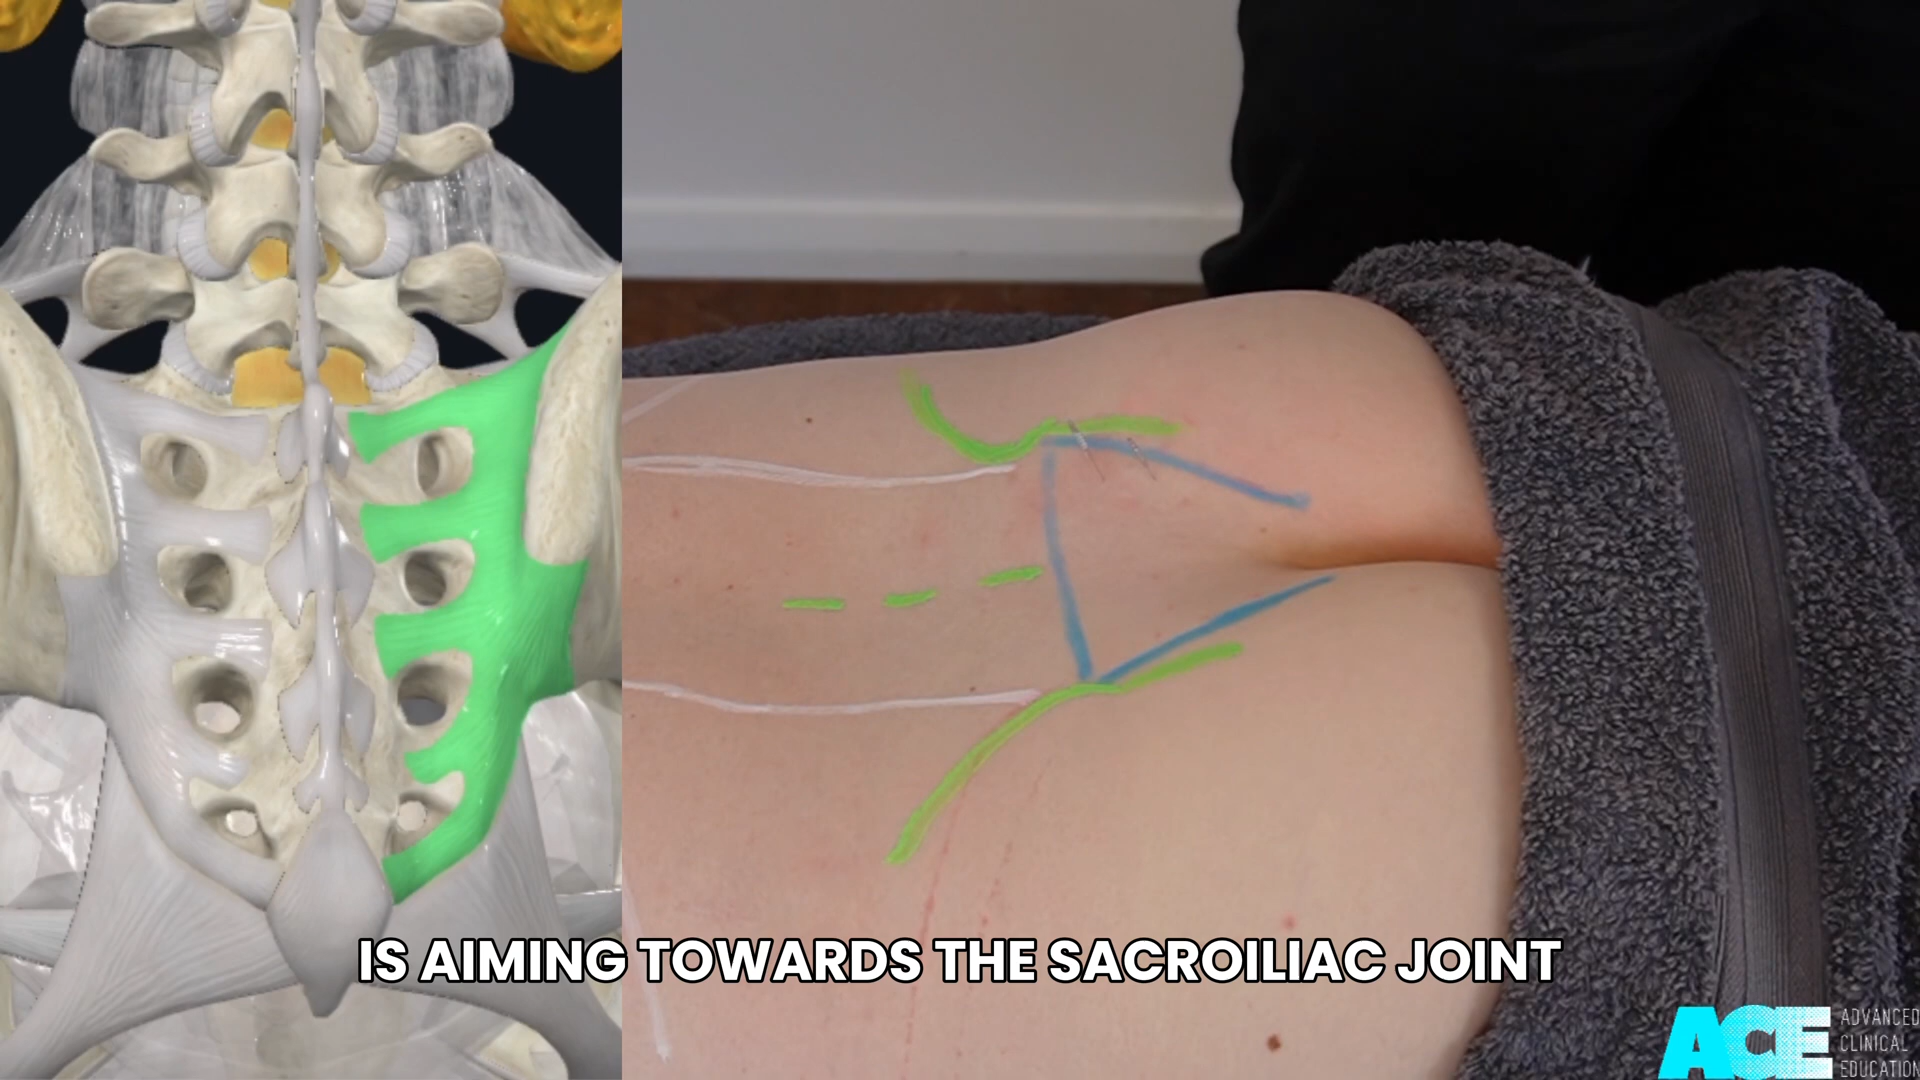 IS AIMING TOWARDS THE SACROILIAC JOINT
ACE
ADVANCED
CLINICAL
EDUCATION